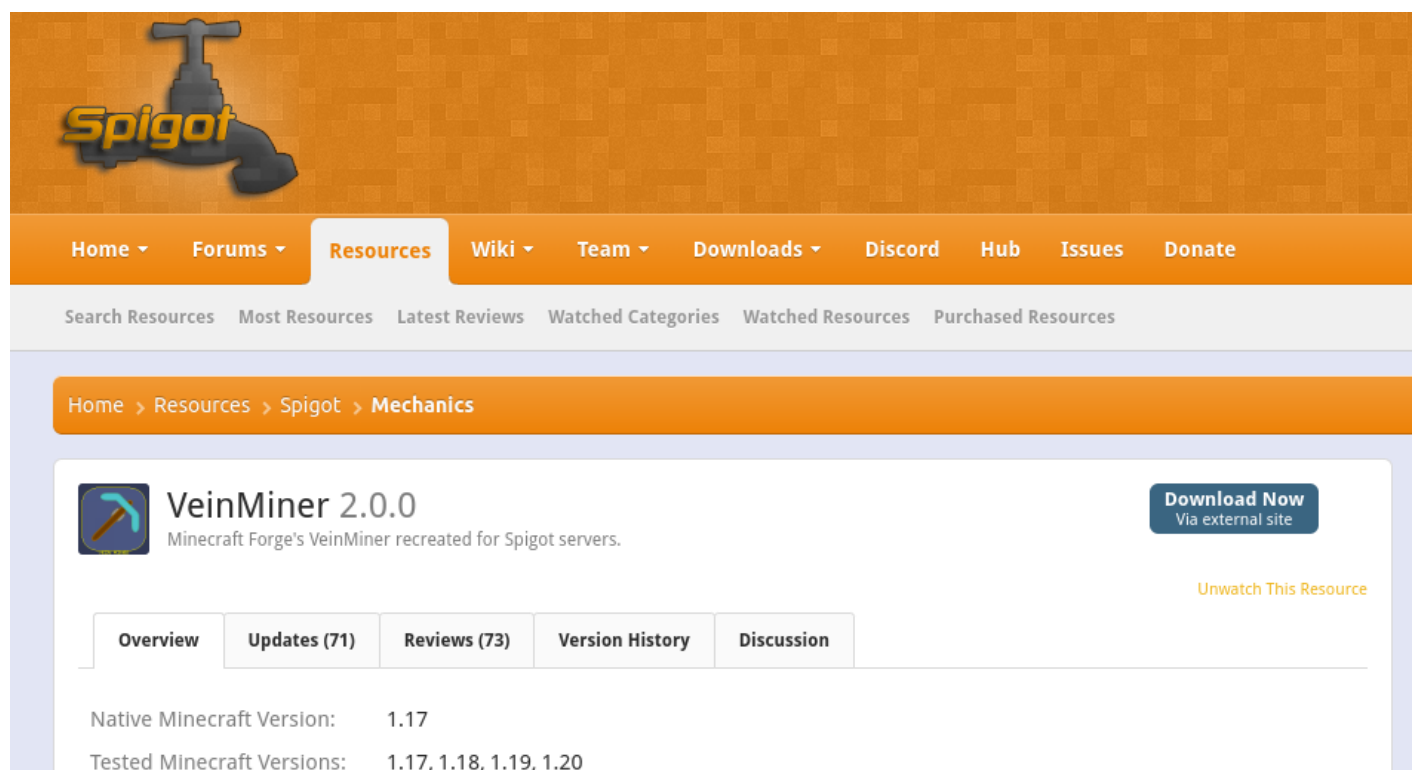 Spigot
Home Forums Resources Wiki Team Downloads Discord Hub Issues Donate
Search Resources Most Resources Latest Reviews Watched Categories Watched Resources Purchased Resources
Home > Resources > Spigot > Mechanics
VeinMiner 2.0.0
Minecraft Forge's VeinMiner recreated for Spigot servers.
Download Now
Via external site
Unwatch This Resource
Overview Updates (71) Reviews (73) Version History Discussion
Native Minecraft Version: 1.17
Tested Minecraft Versions: 1.17, 1.18, 1.19, 1.20